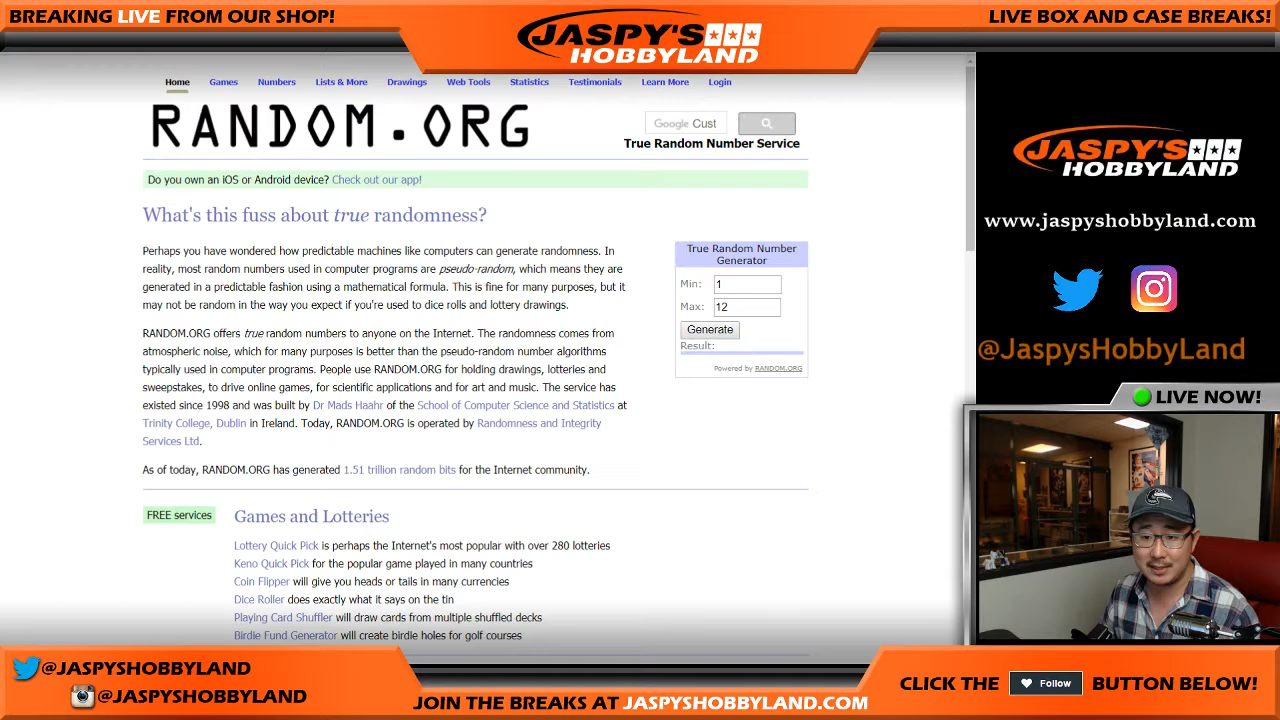 BREAKING LIVE FROM OUR SHOP!
JASPY'S
HOBBYLAND
LIVE BOX AND CASE BREAKS!
Home Games Numbers Lists & More Drawings Web Tools Statistics Testimonials Learn More Login
RANDOM.ORG
Google Cust
True Random Number Service
Do you own an iOS or Android device? Check out our app!
What's this fuss about true randomness?
Perhaps you have wondered how predictable machines like computers can generate randomness. In
reality, most random numbers used in computer programs are pseudo-random, which means they are
generated in a predictable fashion using a mathematical formula. This is fine for many purposes, but it
may not be random in the way you expect if you're used to dice rolls and lottery drawings.
RANDOM.ORG offers true random numbers to anyone on the Internet. The randomness comes from
atmospheric noise, which for many purposes is better than the pseudo-random number algorithms
typically used in computer programs. People use RANDOM.ORG for holding drawings, lotteries and
sweepstakes, to drive online games, for scientific applications and for art and music. The service has
existed since 1998 and was built by Dr Mads Haahr of the School of Computer Science and Statistics at
Trinity College, Dublin in Ireland. Today, RANDOM.ORG is operated by Randomness and Integrity
Services Ltd.
As of today, RANDOM.ORG has generated 1.51 trillion random bits for the Internet community.
True Random Number
Generator
Min: 1
Max: 12
Generate
Result:
Powered by RANDOM.ORG
FREE services
Games and Lotteries
Lottery Quick Pick is perhaps the Internet's most popular with over 280 lotteries
Keno Quick Pick for the popular game played in many countries
Coin Flipper will give you heads or tails in many currencies
Dice Roller does exactly what it says on the tin
Playing Card Shuffler will draw cards from multiple shuffled decks
Birdie Fund Generator will create birdie holes for golf courses
JASPY'S
HOBBYLAND
www.jaspyshobbyland.com
@JaspysHobbyLand
LIVE NOW!
@JASPYSHOBBYLAND
@JASPYSHOBBYLAND
JOIN THE BREAKS AT JASPYSHOBBYLAND.COM
CLICK THE Follow BUTTON BELOW!